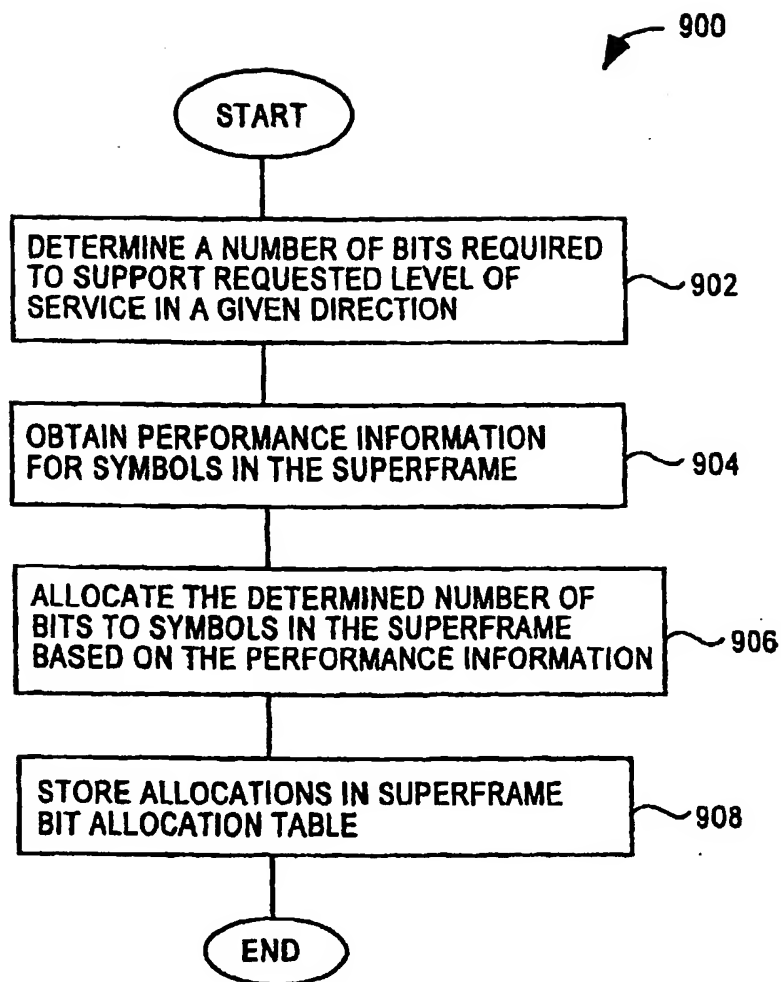 900
START
DETERMINE A NUMBER OF BITS REQUIRED
TO SUPPORT REQUESTED LEVEL OF
SERVICE IN A GIVEN DIRECTION
902
OBTAIN PERFORMANCE INFORMATION
FOR SYMBOLS IN THE SUPERFRAME
904
ALLOCATE THE DETERMINED NUMBER OF
BITS TO SYMBOLS IN THE SUPERFRAME
BASED ON THE PERFORMANCE INFORMATION
906
STORE ALLOCATIONS IN SUPERFRAME
BIT ALLOCATION TABLE
908
END